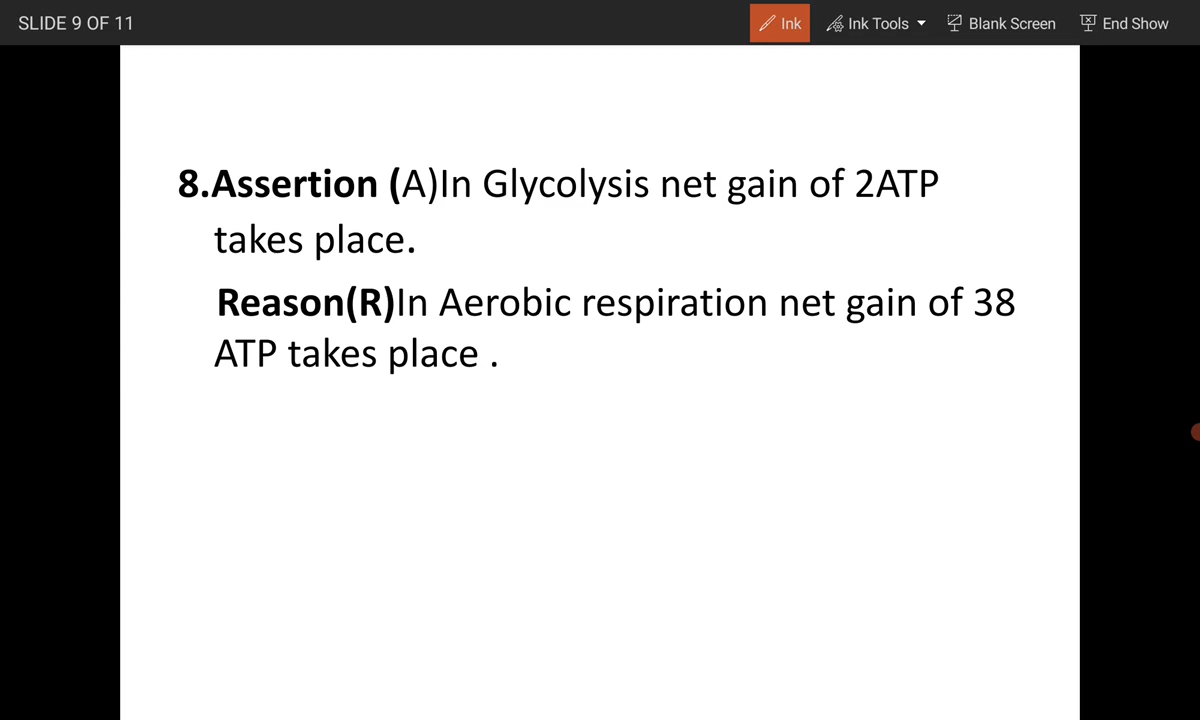 SLIDE 9 OF 11
Ink
Ink Tools
Blank Screen
End Show
8.Assertion (A)In Glycolysis net gain of 2ATP
takes place.
Reason(R)In Aerobic respiration net gain of 38
ATP takes place .